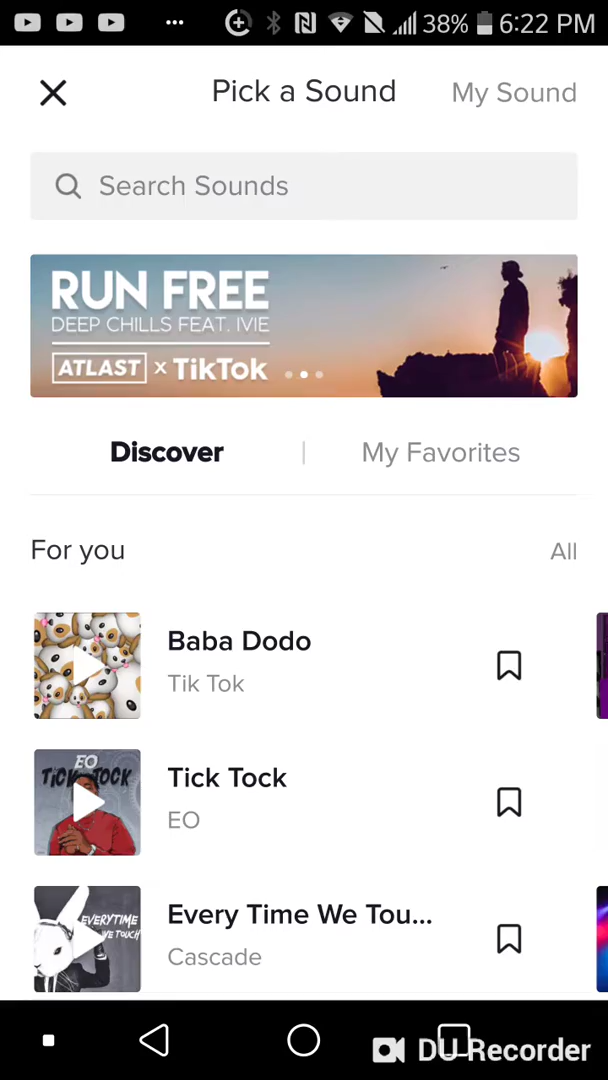 38% 6:22 PM
Pick a Sound My Sound
Search Sounds
RUN FREE
DEEP CHILLS FEAT. IVIE
ATLAST x TikTok
Discover | My Favorites
For you All
Baba Dodo
Tik Tok
EO
TICK TOCK
Tick Tock
EO
EVERYTIME
WE TOUCH
Every Time We Tou...
Cascade
DU Recorder